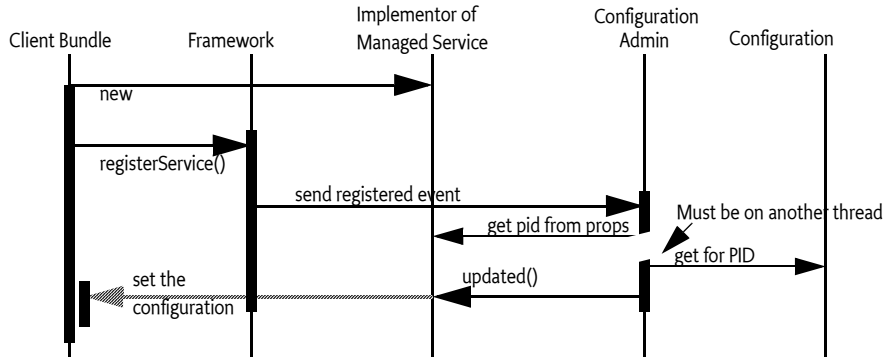 Client Bundle
Framework
Implementor of
Managed Service
Configuration
Admin
Configuration
new
registerService()
send registered event
get pid from props
Must be on another thread
get for PID
updated()
set the
configuration